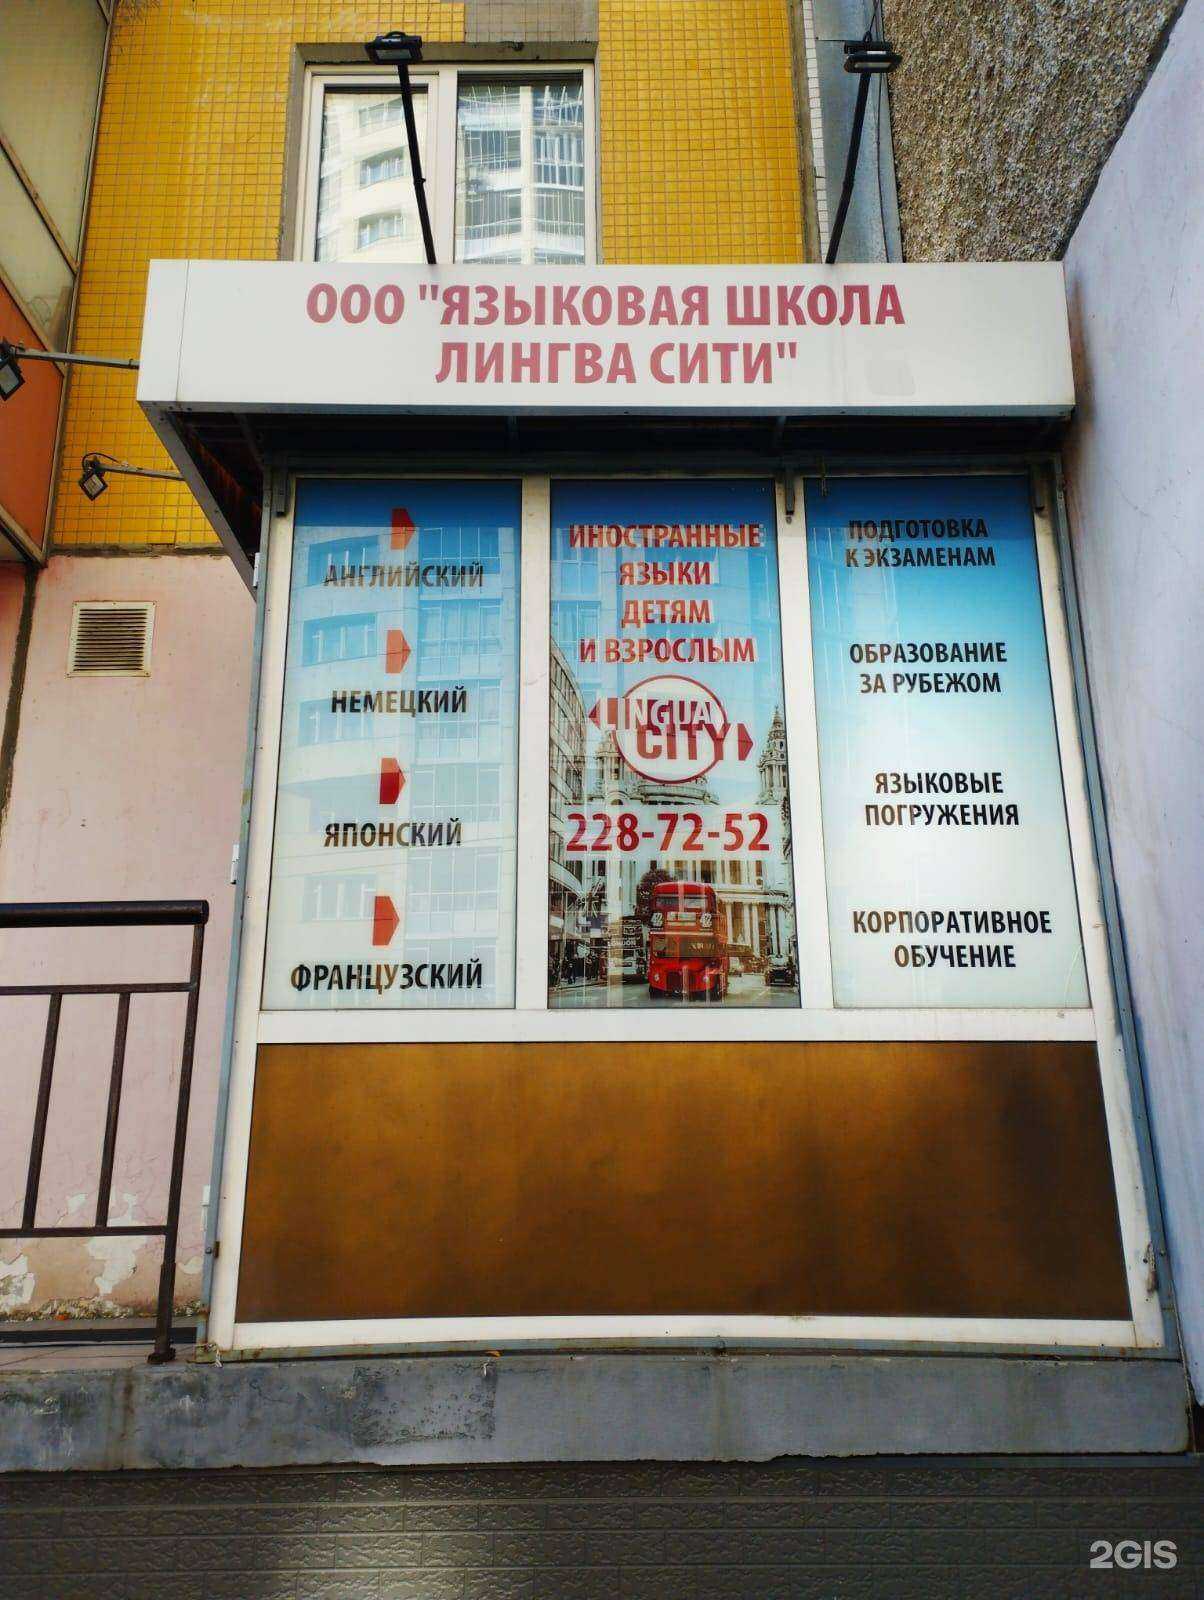 ООО "ЯЗЫКОВАЯ ШКОЛА
ЛИНГВА СИТИ"
АНГЛИЙСКИЙ
НЕМЕЦКИЙ
ЯПОНСКИЙ
ФРАНЦУЗСКИЙ
ИНОСТРАННЫЕ
ЯЗЫКИ
ДЕТЯМ
И ВЗРОСЛЫМ
LINGUA
CITY
228-72-52
ПОДГОТОВКА
К ЭКЗАМЕНАМ
ОБРАЗОВАНИЕ
ЗА РУБЕЖОМ
ЯЗЫКОВЫЕ
ПОГРУЖЕНИЯ
КОРПОРАТИВНОЕ
ОБУЧЕНИЕ
2GIS